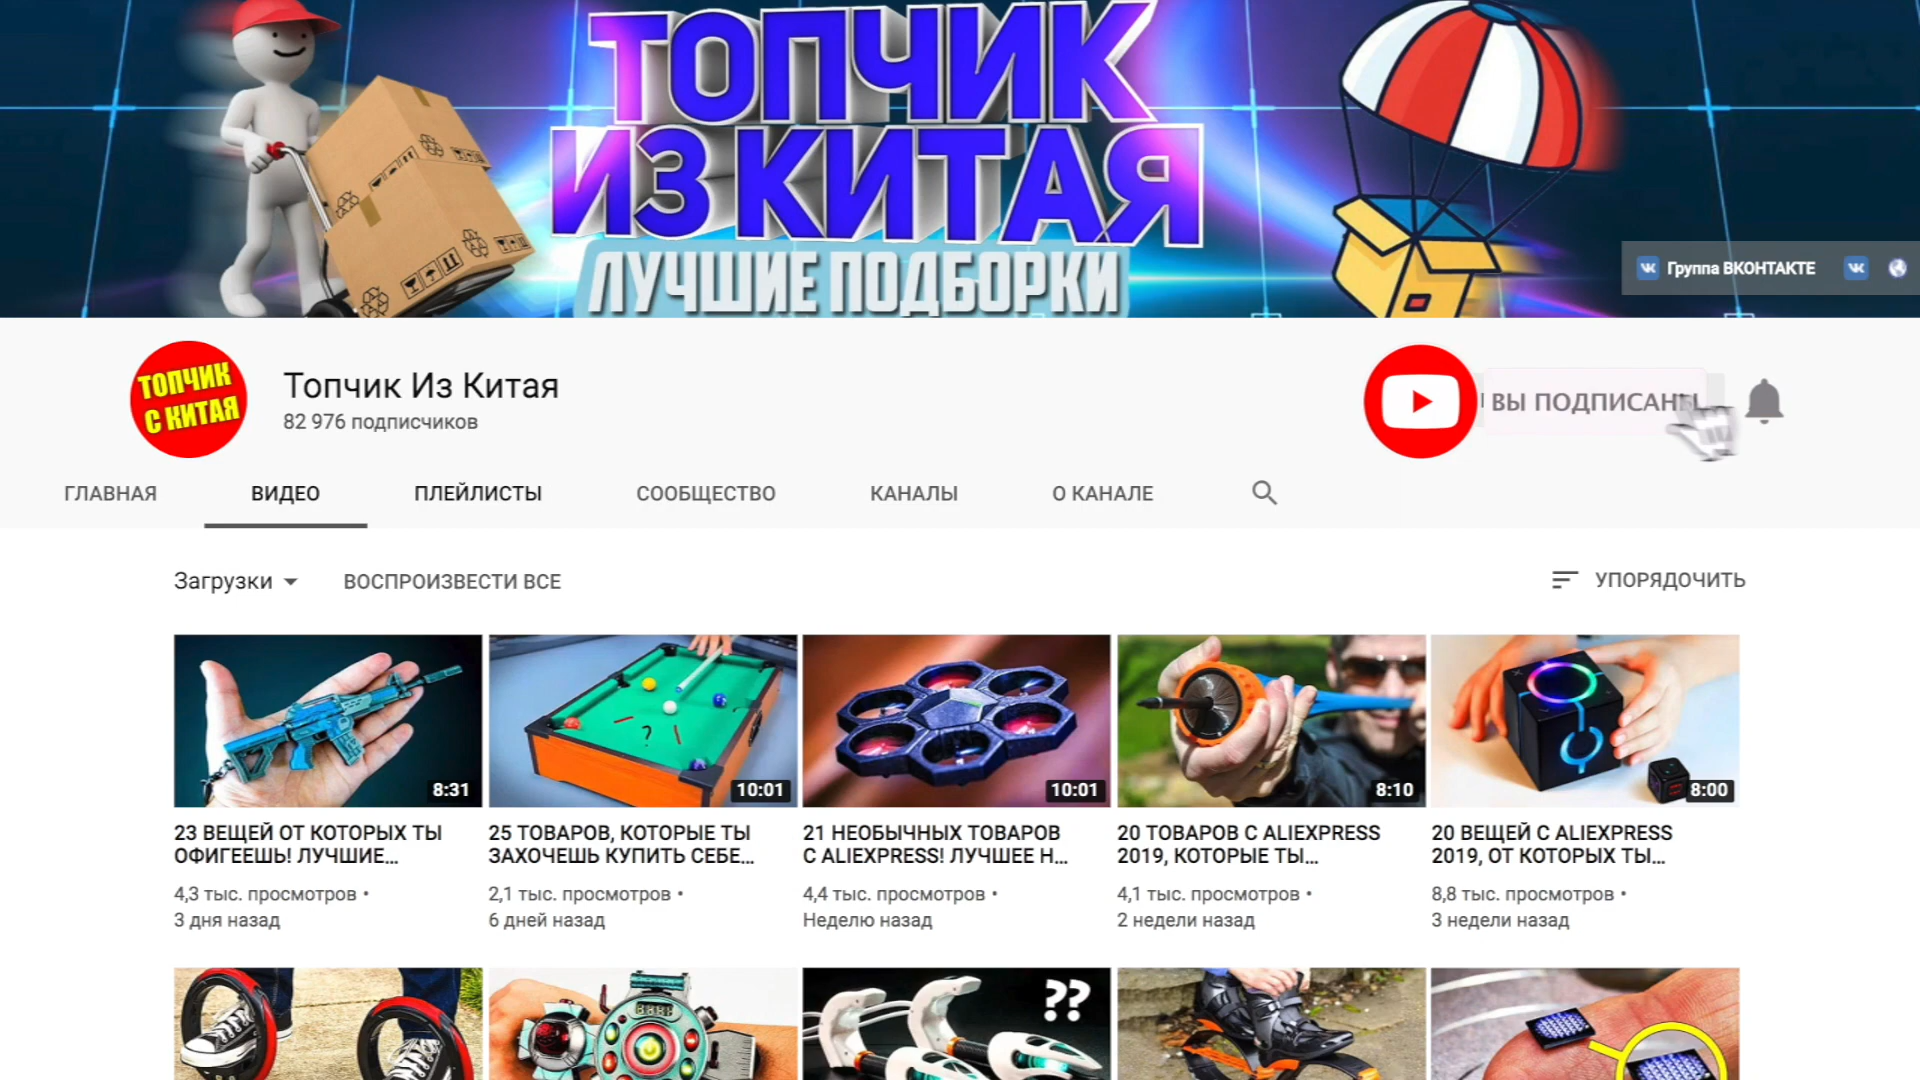 ТОПЧИК
ИЗ КИТАЯ
ЛУЧШИЕ ПОДБОРКИ
Группа ВКОНТАКТЕ
ТОПЧИК
С КИТАЯ
Топчик Из Китая
82 976 подписчиков
ВЫ ПОДПИСАНЫ
ГЛАВНАЯ ВИДЕО ПЛЕЙЛИСТЫ СООБЩЕСТВО КАНАЛЫ О КАНАЛЕ
Загрузки ВОСПРОИЗВЕСТИ ВСЕ УПОРЯДОЧИТЬ
8:31 10:01 10:01 8:10 8:00
23 ВЕЩЕЙ ОТ КОТОРЫХ ТЫ
ОФИГЕЕШЬ! ЛУЧШИЕ...
4,3 тыс. просмотров •
3 дня назад
25 ТОВАРОВ, КОТОРЫЕ ТЫ
ЗАХОЧЕШЬ КУПИТЬ СЕБЕ...
2,1 тыс. просмотров •
6 дней назад
21 НЕОБЫЧНЫХ ТОВАРОВ
С ALIEXPRESS! ЛУЧШЕЕ Н...
4,4 тыс. просмотров •
Неделю назад
20 ТОВАРОВ С ALIEXPRESS
2019, КОТОРЫЕ ТЫ...
4,1 тыс. просмотров •
2 недели назад
20 ВЕЩЕЙ С ALIEXPRESS
2019, ОТ КОТОРЫХ ТЫ...
8,8 тыс. просмотров •
3 недели назад
??